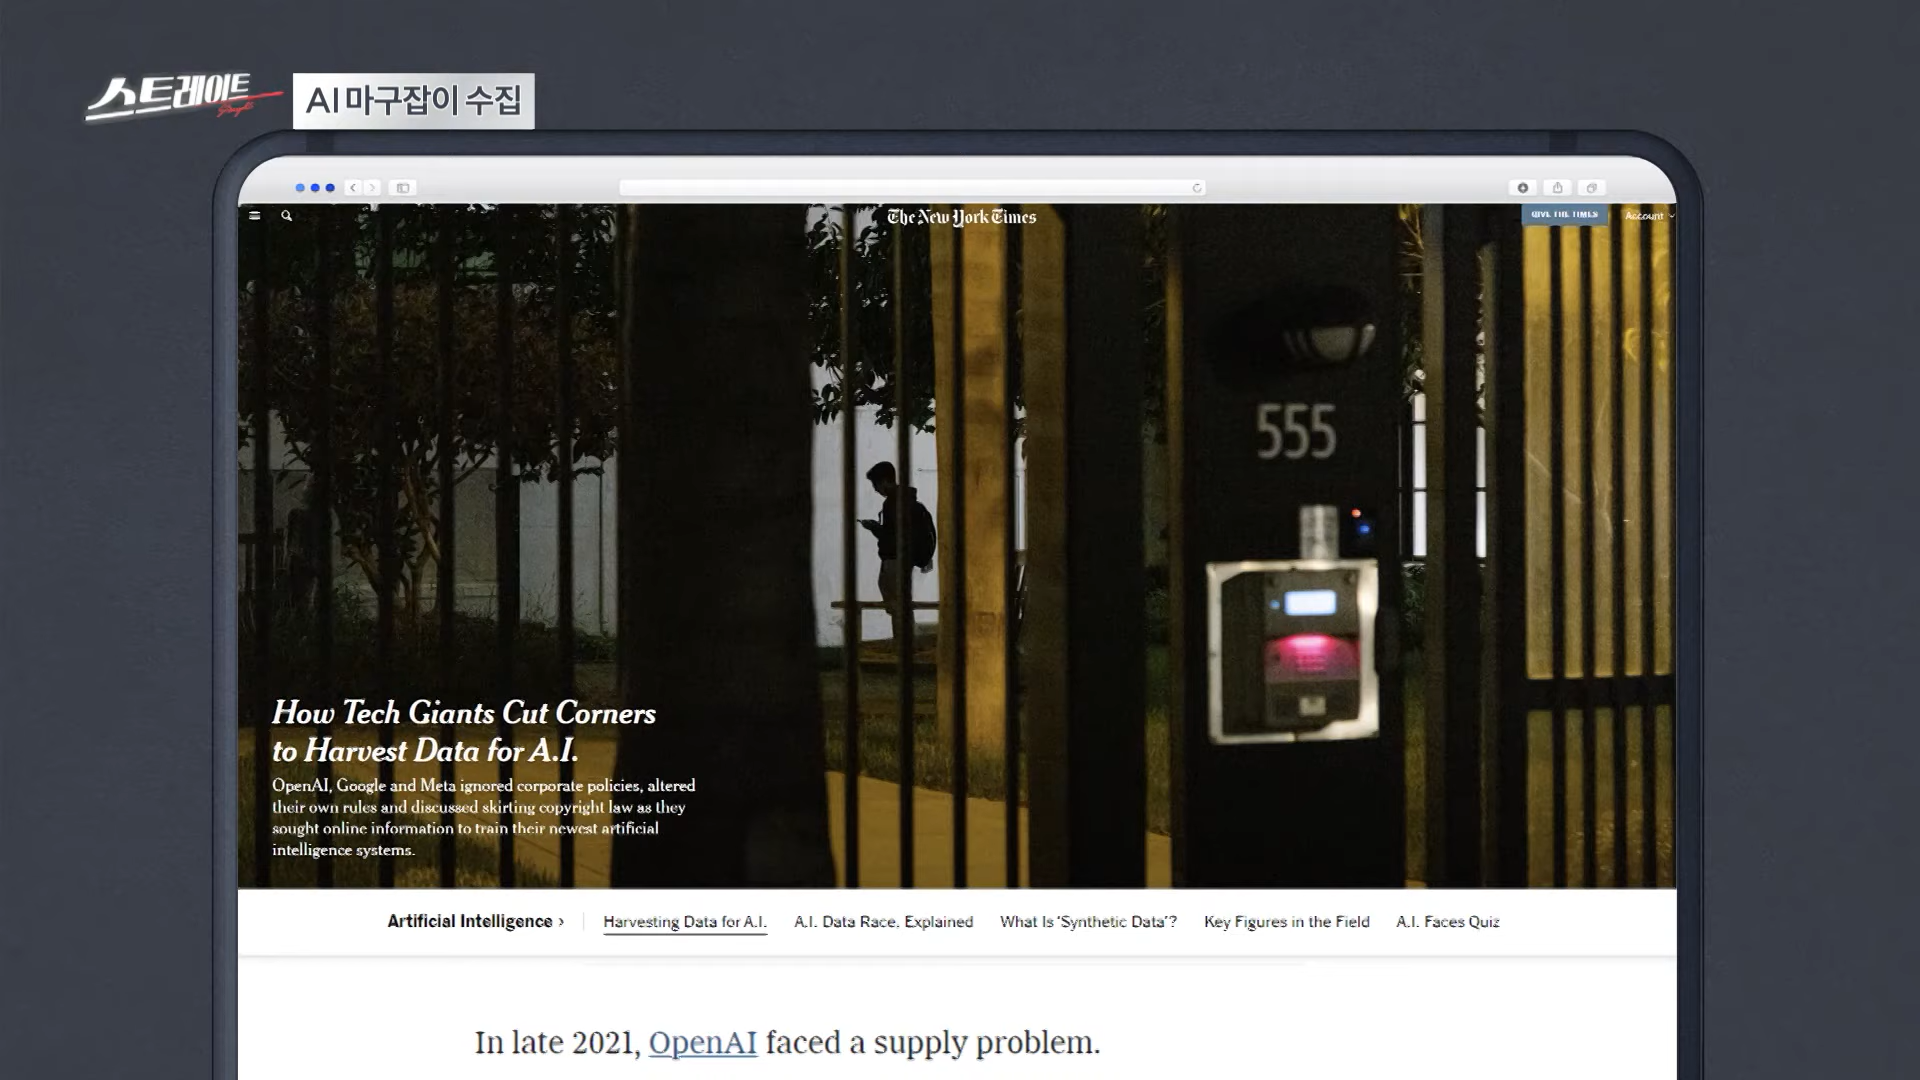 스트레이트
Straight
AI 마구잡이 수집
The New York Times
GIVE THE TIMES
Account
555
How Tech Giants Cut Corners
to Harvest Data for A.I.
OpenAI, Google and Meta ignored corporate policies, altered
their own rules and discussed skirting copyright law as they
sought online information to train their newest artificial
intelligence systems.
Artificial Intelligence ›
Harvesting Data for A.I.
A.I. Data Race, Explained
What Is ‘Synthetic Data’?
Key Figures in the Field
A.I. Faces Quiz
In late 2021, OpenAI faced a supply problem.